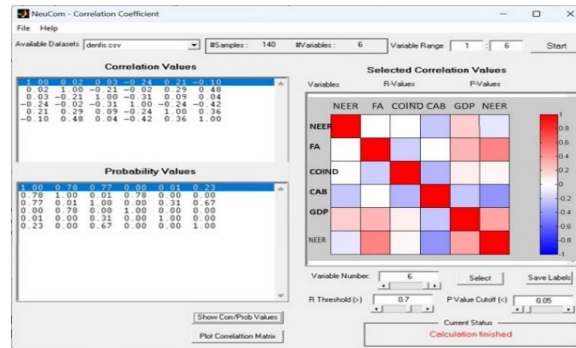 NeuCom - Correlation Coefficient
File Help
Available Datasets denfis.csv #Samples : 140 #Variables : 6 Variable Range 1 : 6 Start
Correlation Values
1.00 0.02 0.03 -0.24 0.21 -0.10
0.02 1.00 -0.21 -0.02 0.29 0.48
0.03 -0.21 1.00 -0.31 0.09 0.04
-0.24 -0.02 -0.31 1.00 -0.24 -0.42
0.21 0.29 0.09 -0.24 1.00 0.36
-0.10 0.48 0.04 -0.42 0.36 1.00
Probability Values
1.00 0.78 0.77 0.00 0.01 0.23
0.78 1.00 0.01 0.78 0.00 0.00
0.77 0.01 1.00 0.00 0.31 0.67
0.00 0.78 0.00 1.00 0.00 0.00
0.01 0.00 0.31 0.00 1.00 0.00
0.23 0.00 0.67 0.00 0.00 1.00
Show Corr/Prob Values
Plot Correlation Matrix
Selected Correlation Values
Variables R-Values P-Values
NEER FA COIND CAB GDP NEER
NEER
FA
COIND
CAB
GDP
NEER
1
0.8
0.6
0.4
0.2
0
-0.2
-0.4
-0.6
-0.8
-1
Variable Number: 6 Select Save Labels
R Threshold (>) 0.7 P Value Cutoff (<) 0.05
Current Status
Calculation finished